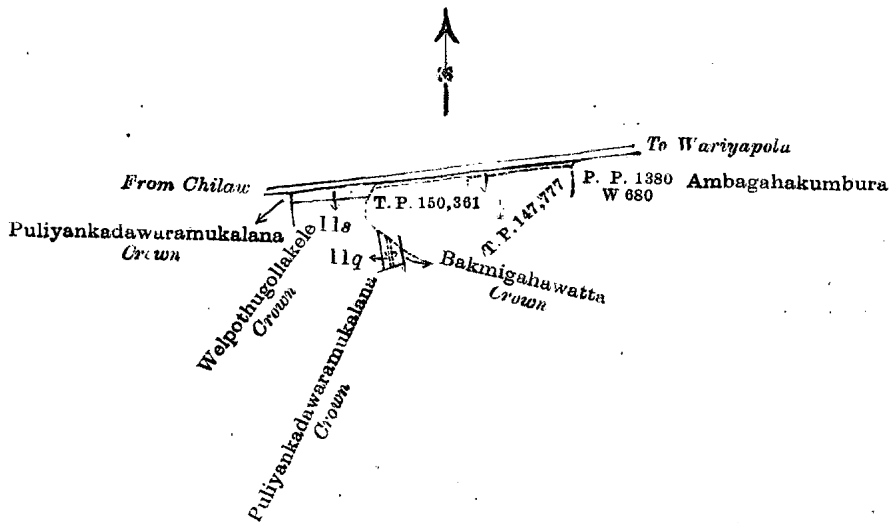 To Wariyapola
From Chilaw
P. P. 1380 Ambagahakumbura
W 680
T. P. 150,361
T. P. 147,777
Puliyankadawaramukalana
Crown
11s
11q
Welpothugollakele
Crown
Bakmigahawatta
Crown
Puliyankadawaramukalana
Crown